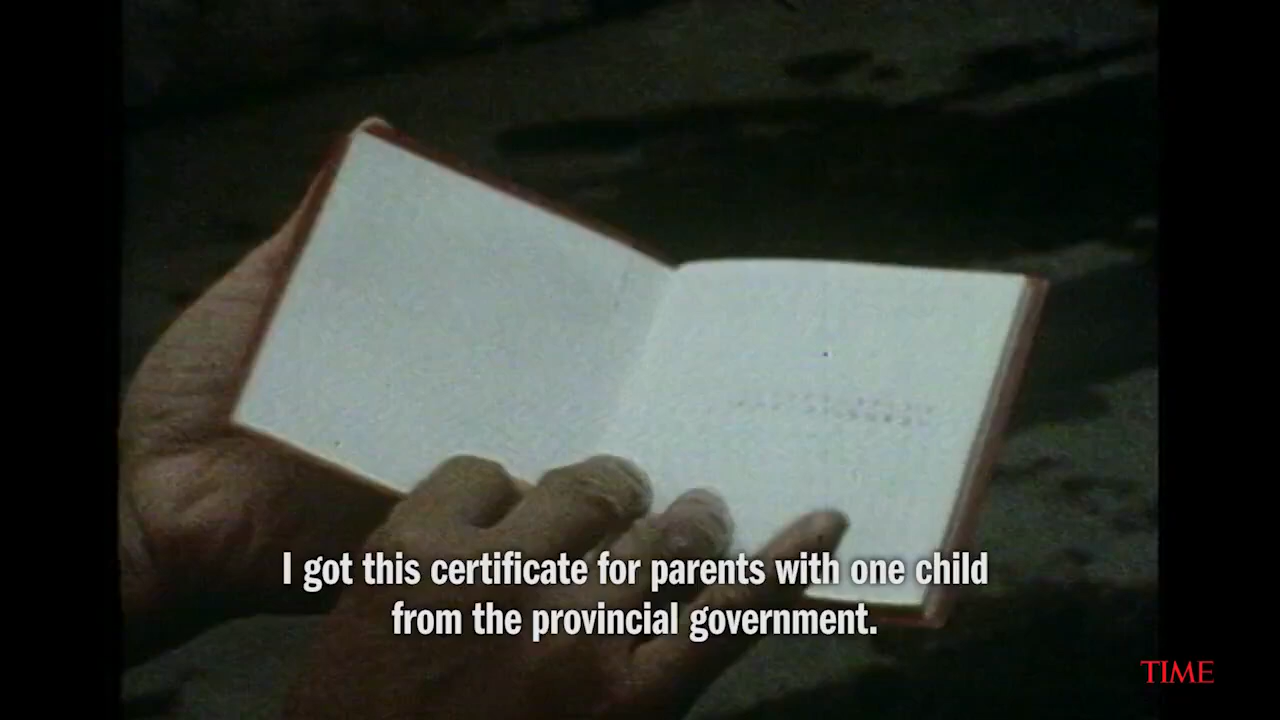 I got this certificate for parents with one child
from the provincial government.
TIME